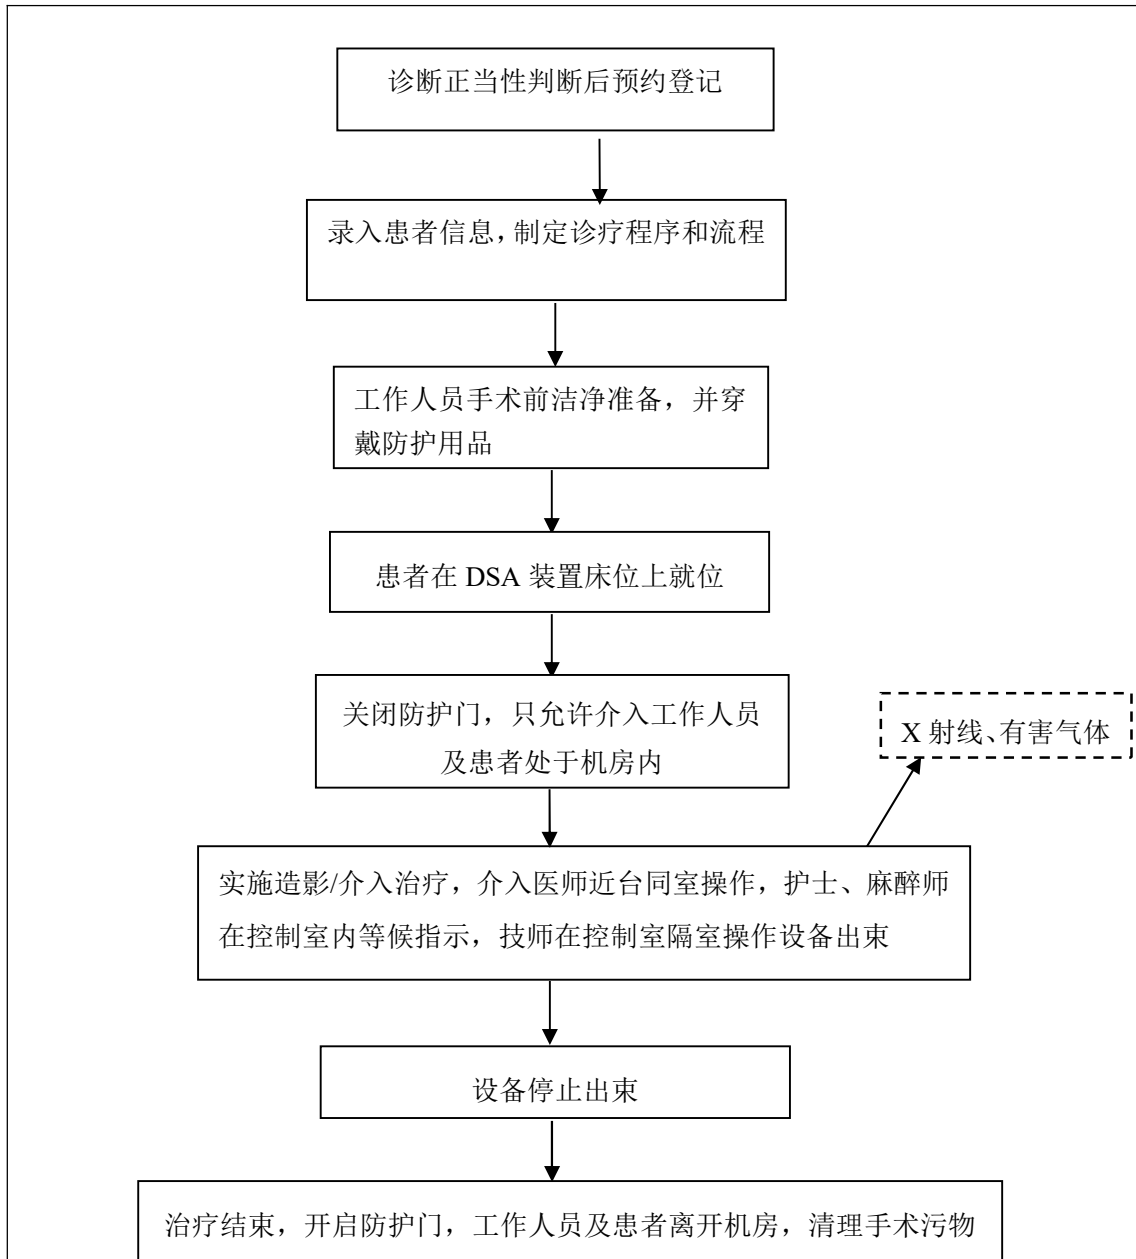 诊断正当性判断后预约登记
录入患者信息，制定诊疗程序和流程
工作人员手术前洁净准备，并穿
戴防护用品
患者在 DSA 装置床位上就位
关闭防护门，只允许介入工作人员
及患者处于机房内
X 射线、有害气体
实施造影/介入治疗，介入医师近台同室操作，护士、麻醉师
在控制室内等候指示，技师在控制室隔室操作设备出束
设备停止出束
治疗结束，开启防护门，工作人员及患者离开机房，清理手术污物